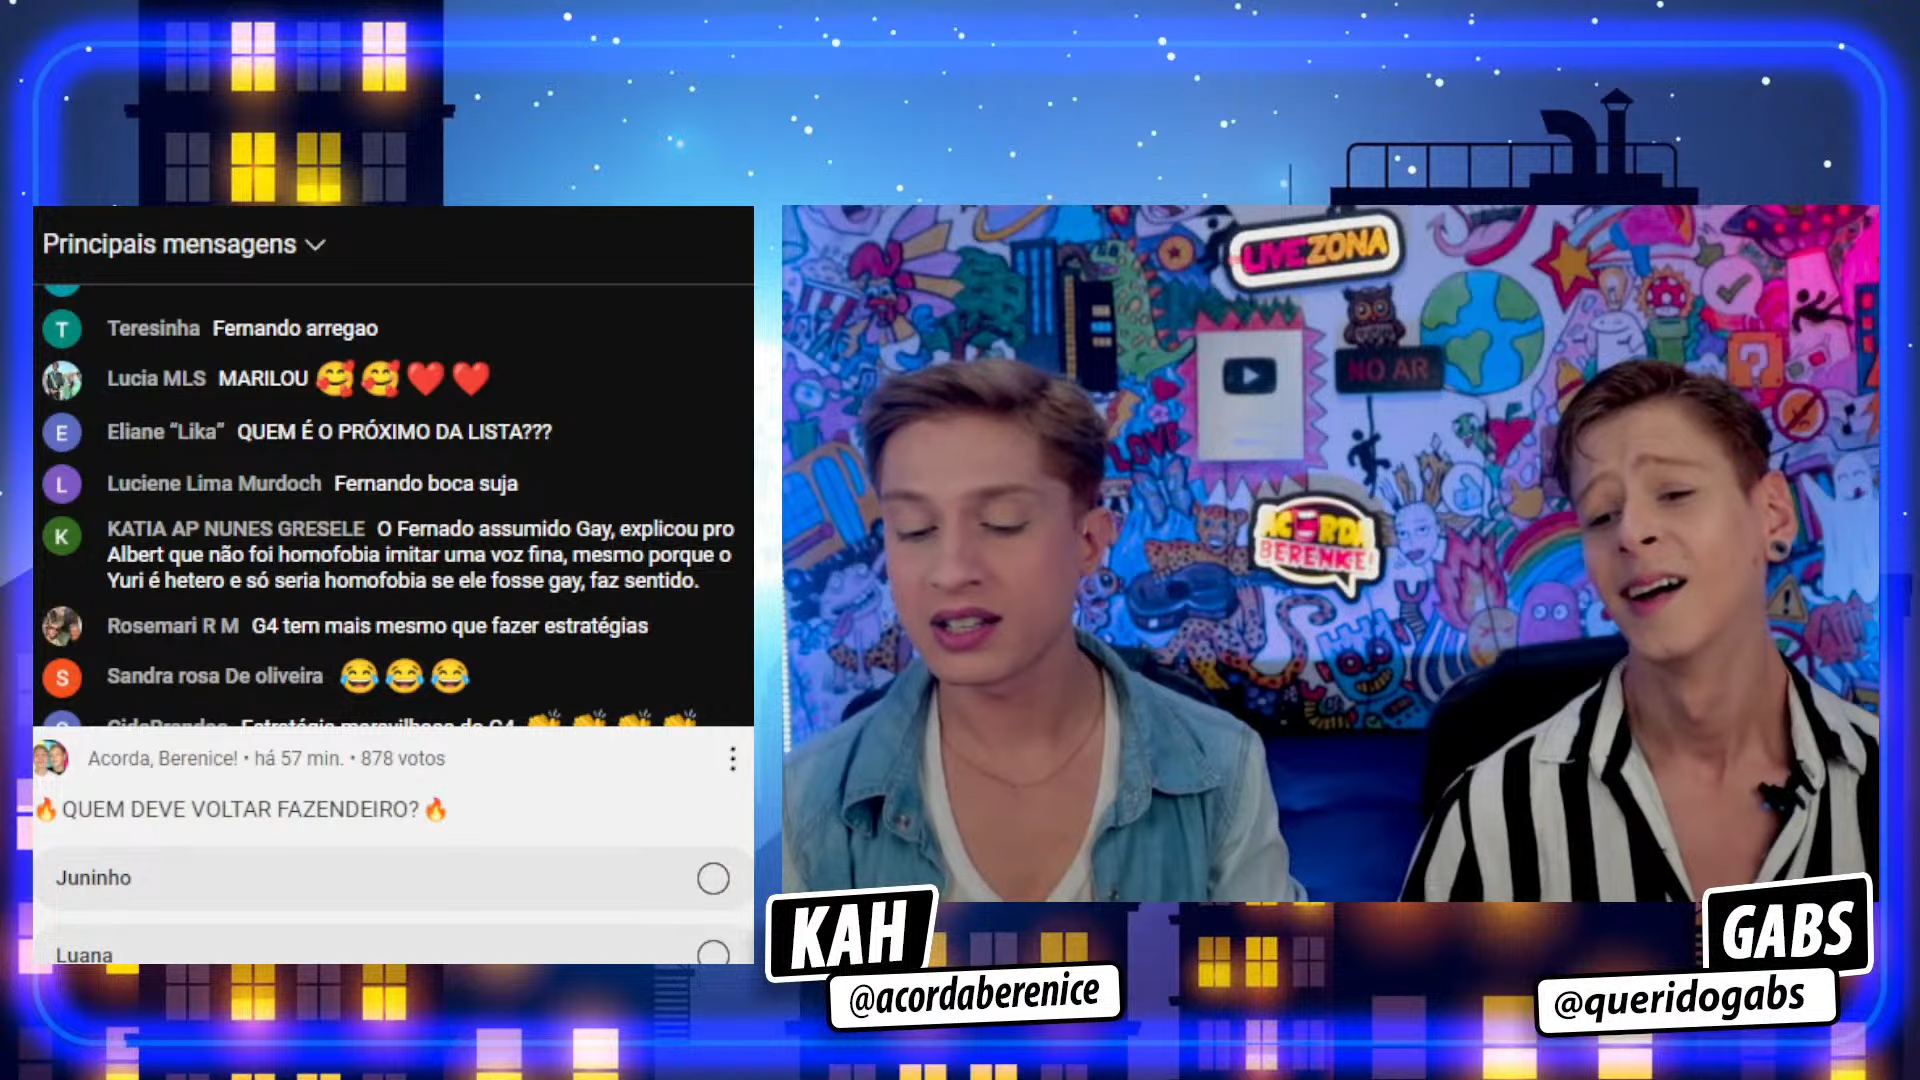 Principais mensagens
T Teresinha Fernando arregao
Lucia MLS MARILOU 🥰🥰❤️❤️
E Eliane “Lika” QUEM É O PRÓXIMO DA LISTA???
L Luciene Lima Murdoch Fernando boca suja
K KATIA AP NUNES GRESELE O Fernado assumido Gay, explicou pro
Albert que não foi homofobia imitar uma voz fina, mesmo porque o
Yuri é hetero e só seria homofobia se ele fosse gay, faz sentido.
Rosemari R M G4 tem mais mesmo que fazer estratégias
S Sandra rosa De oliveira 😂😂😂
Acorda, Berenice! • há 57 min. • 878 votos
🔥QUEM DEVE VOLTAR FAZENDEIRO?🔥
Juninho
Luana
LIVEZONA
NO AR
LOVE
ACORDA
BERENICE!
KAH
@acordaberenice
GABS
@queridogabs